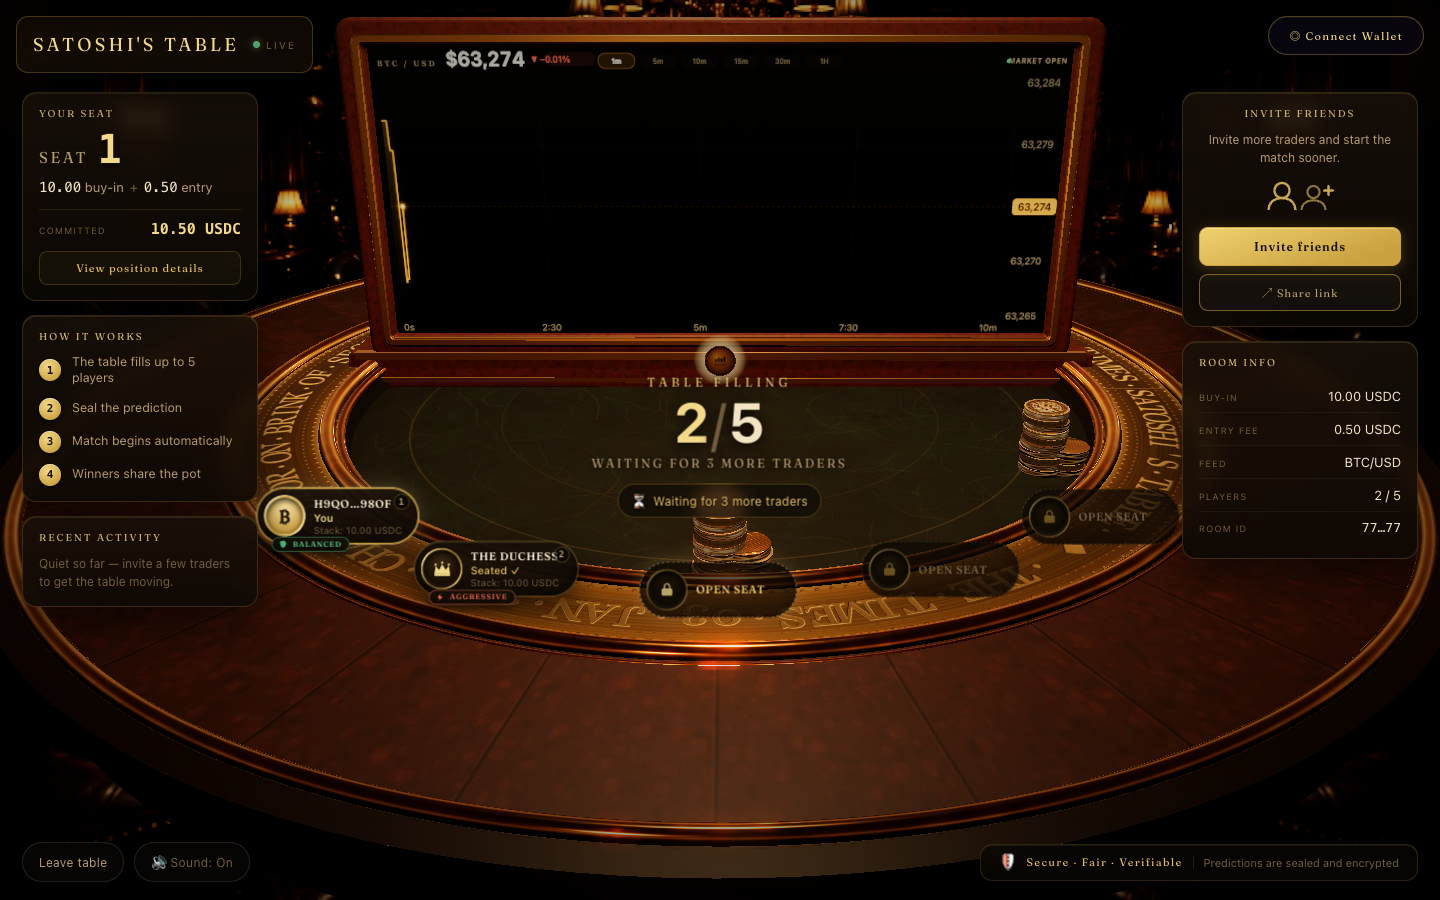 SATOSHI'S TABLE
LIVE
BTC / USD $63,274 ▼ -0.01% 1m 5m 10m 15m 30m 1H MARKET OPEN
Connect Wallet
63,284
63,279
63,274
63,270
63,265
0s 2:30 5m 7:30 10m
YOUR SEAT
SEAT 1
10.00 buy-in + 0.50 entry
COMMITTED 10.50 USDC
View position details
HOW IT WORKS
1 The table fills up to 5
players
2 Seal the prediction
3 Match begins automatically
4 Winners share the pot
RECENT ACTIVITY
Quiet so far — invite a few traders
to get the table moving.
TABLE FILLING
2/5
WAITING FOR 3 MORE TRADERS
Waiting for 3 more traders
H9QO...98OF 1
You
Stack: 10.00 USDC
BALANCED
THE DUCHESS 2
Seated ✓
Stack: 10.00 USDC
AGGRESSIVE
OPEN SEAT
OPEN SEAT
OPEN SEAT
INVITE FRIENDS
Invite more traders and start the
match sooner.
Invite friends
↗ Share link
ROOM INFO
BUY-IN 10.00 USDC
ENTRY FEE 0.50 USDC
FEED BTC/USD
PLAYERS 2 / 5
ROOM ID 77…77
Leave table
Sound: On
Secure · Fair · Verifiable
Predictions are sealed and encrypted